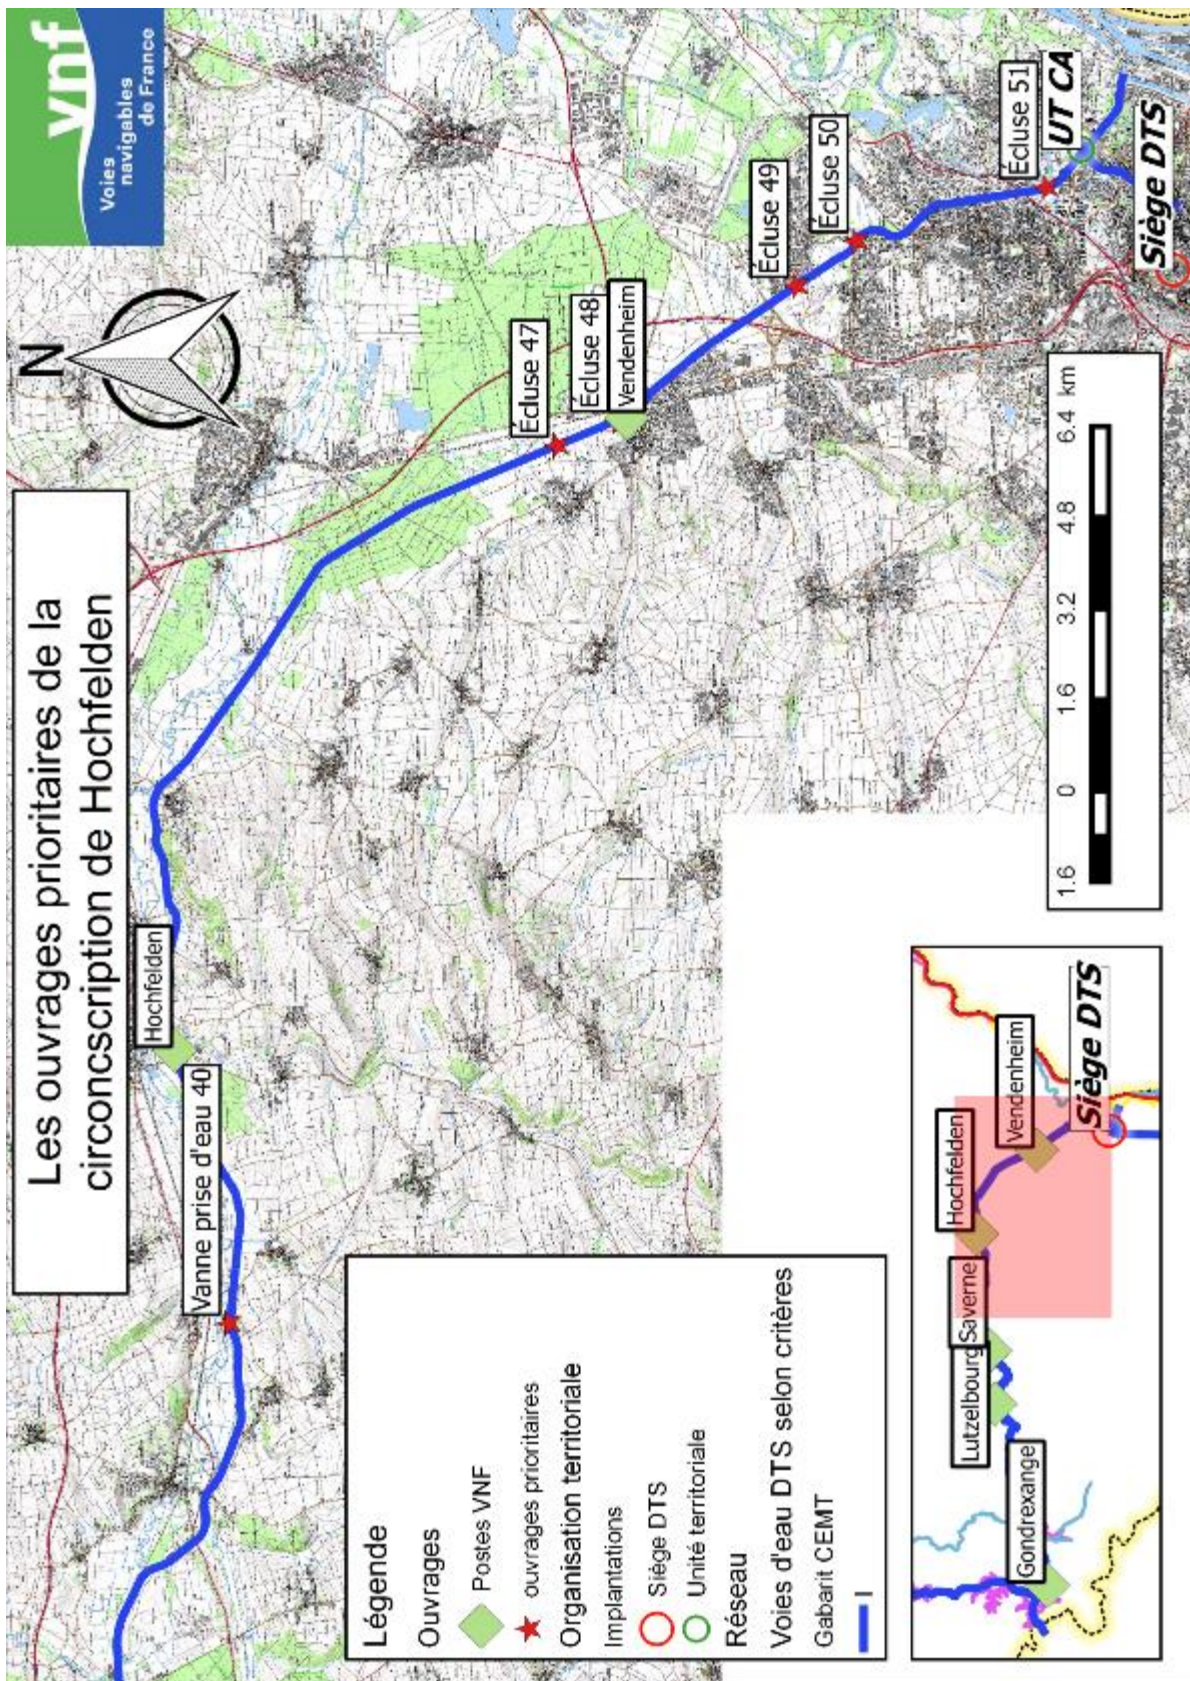 Les ouvrages prioritaires de la
circoncscription de Hochfelden
N
vnf
Voies
navigables
de France
Vanne prise d'eau 40
Hochfelden
Écluse 47
Écluse 48
Vendenheim
Écluse 49
Écluse 50
Écluse 51
UT CA
Siège DTS
Légende
Ouvrages
Postes VNF
ouvrages prioritaires
Organisation territoriale
Implantations
Siège DTS
Unité territoriale
Réseau
Voies d'eau DTS selon critères
Gabarit CEMT
I
Gondrexange
Lutzelbourg
Saverne
Hochfelden
Vendenheim
Siège DTS
1.6 0 1.6 3.2 4.8 6.4 km